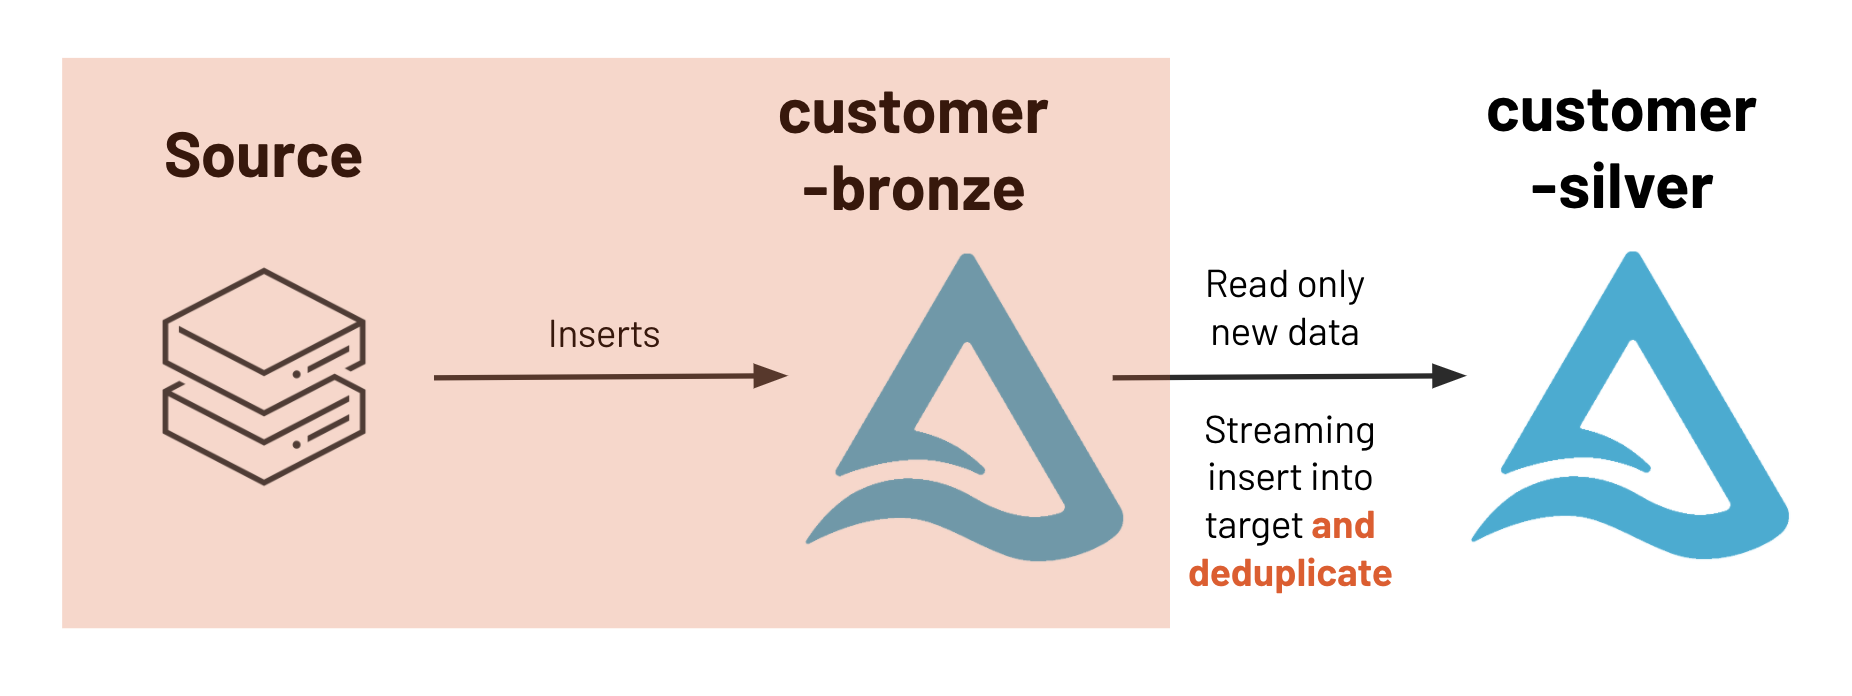 Source
customer
-bronze
customer
-silver
Inserts
Read only
new data
Streaming
insert into
target and
deduplicate